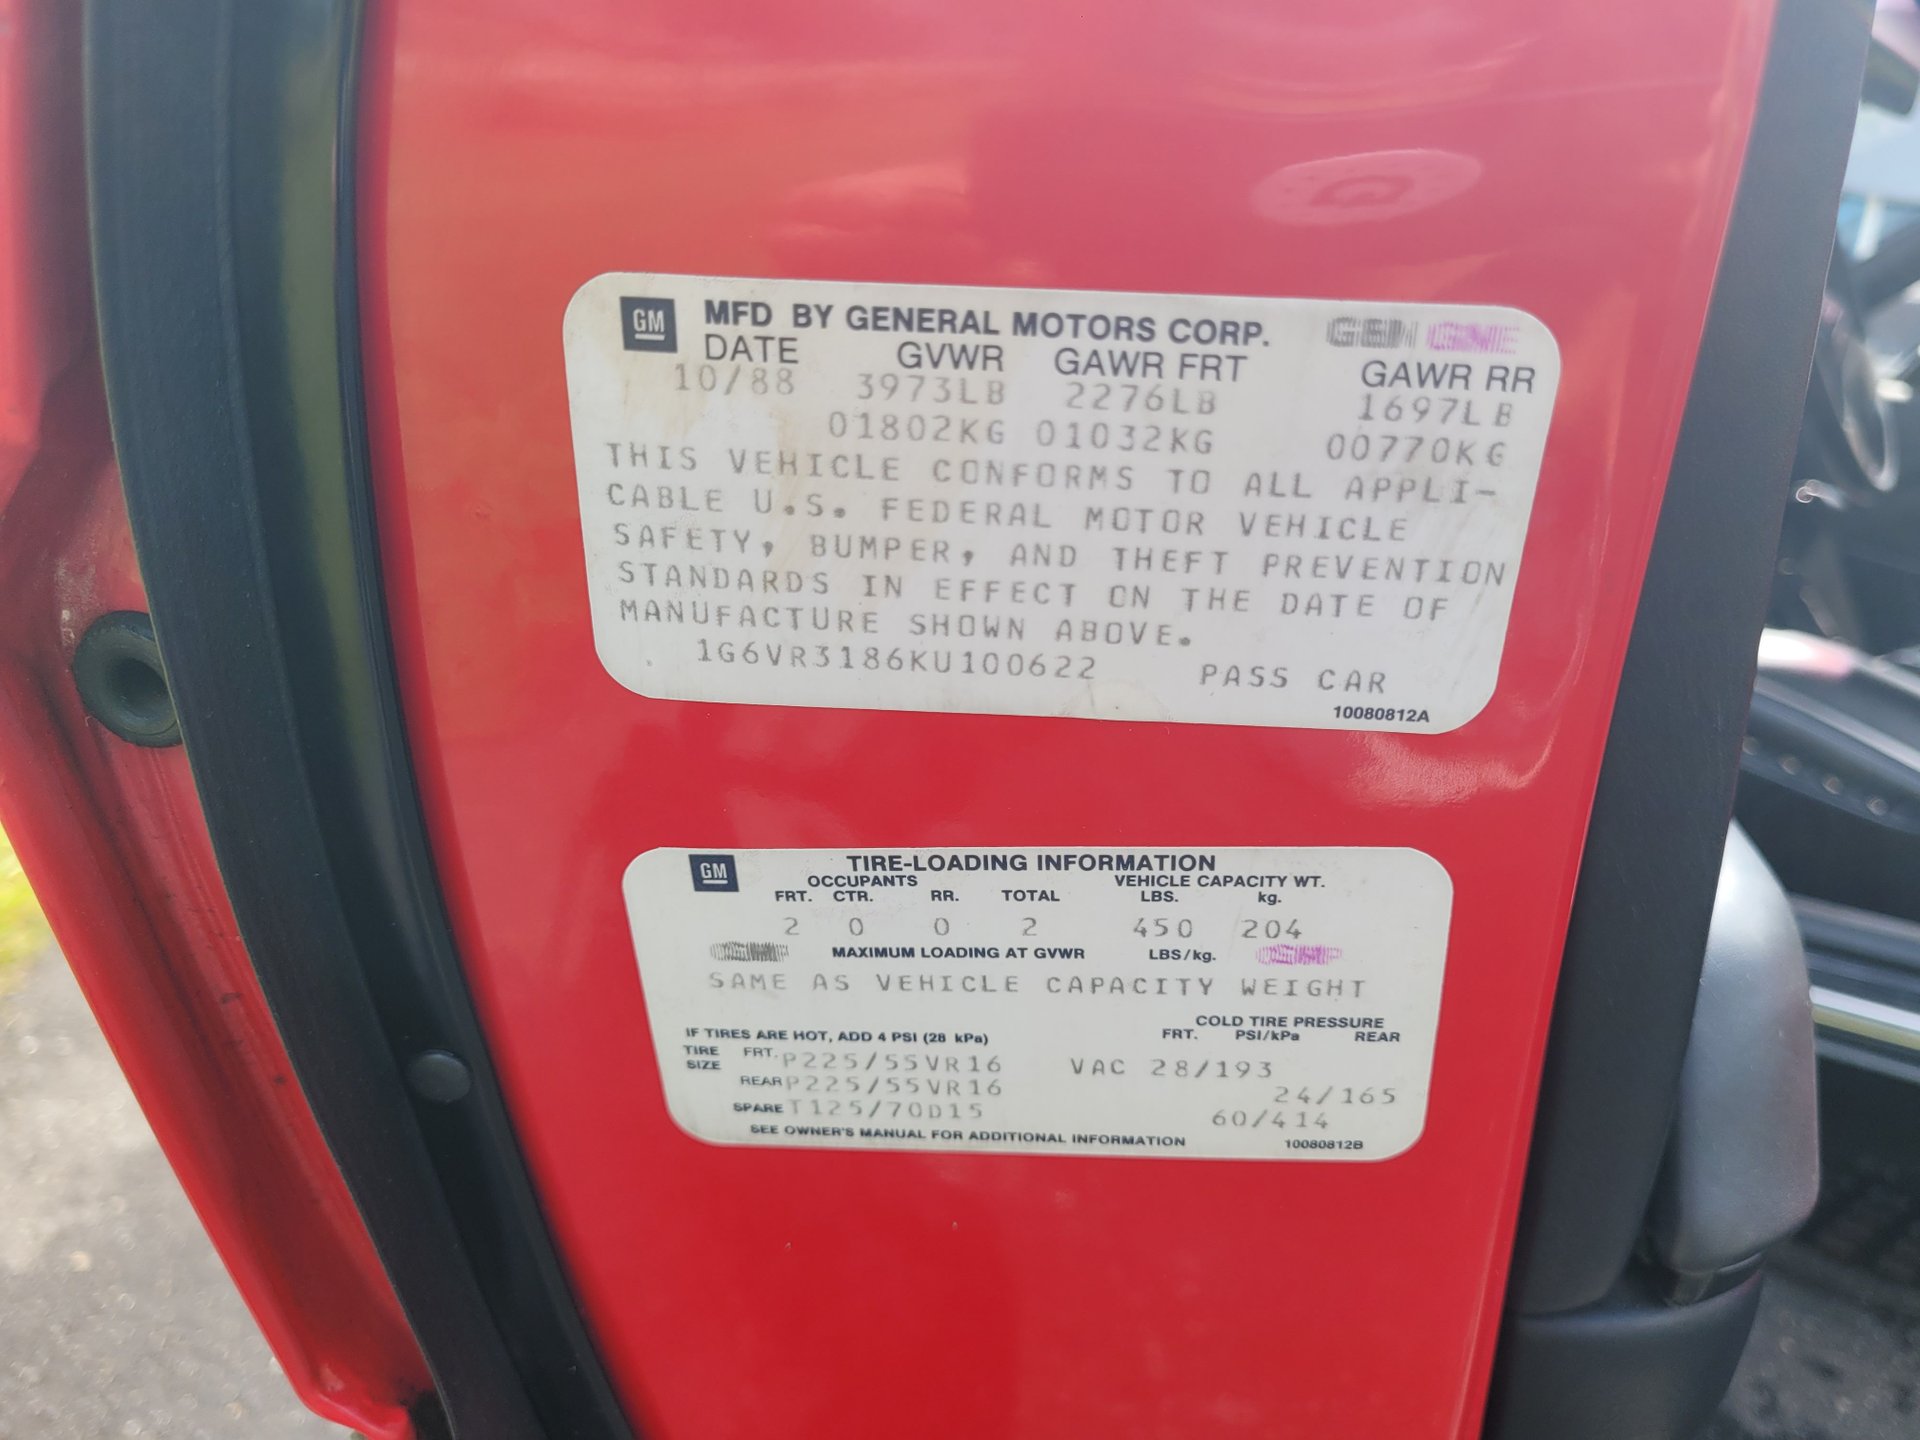 GM MFD BY GENERAL MOTORS CORP.
DATE GVWR GAWR FRT GAWR RR
10/88 3973LB 2276LB 1697LB
01802KG 01032KG 00770KG
THIS VEHICLE CONFORMS TO ALL APPLI-
CABLE U.S. FEDERAL MOTOR VEHICLE
SAFETY, BUMPER, AND THEFT PREVENTION
STANDARDS IN EFFECT ON THE DATE OF
MANUFACTURE SHOWN ABOVE.
1G6VR3186KU100622 PASS CAR
10080812A
GM TIRE-LOADING INFORMATION
OCCUPANTS VEHICLE CAPACITY WT.
FRT. CTR. RR. TOTAL LBS. kg.
2 0 0 2 450 204
MAXIMUM LOADING AT GVWR LBS/kg.
SAME AS VEHICLE CAPACITY WEIGHT
COLD TIRE PRESSURE
IF TIRES ARE HOT, ADD 4 PSI (28 kPa) FRT. PSI/kPa REAR
TIRE SIZE FRT. P225/55VR16 VAC 28/193
REAR P225/55VR16 24/165
SPARE T125/70D15 60/414
SEE OWNER'S MANUAL FOR ADDITIONAL INFORMATION 10080812B